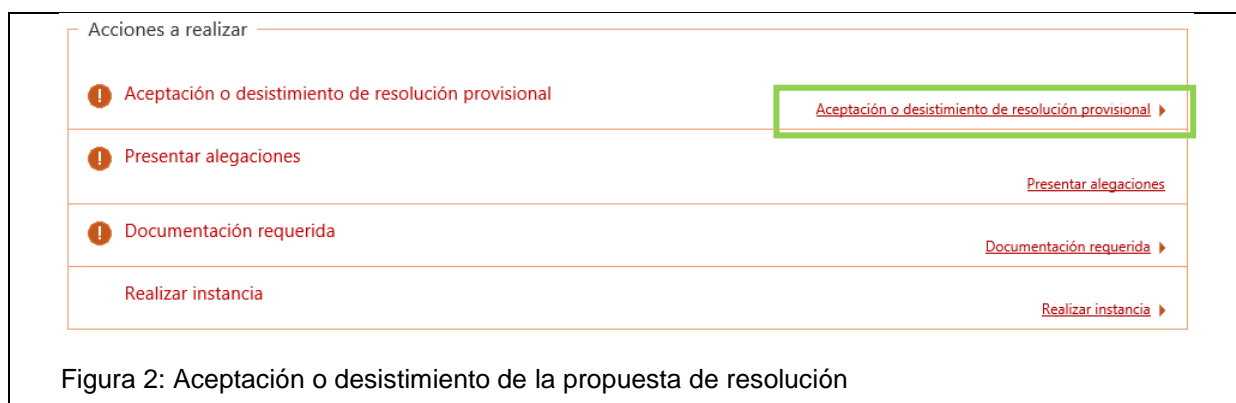 Acciones a realizar
Aceptación o desistimiento de resolución provisional
Aceptación o desistimiento de resolución provisional
Presentar alegaciones
Presentar alegaciones
Documentación requerida
Documentación requerida
Realizar instancia
Realizar instancia
Figura 2: Aceptación o desistimiento de la propuesta de resolución